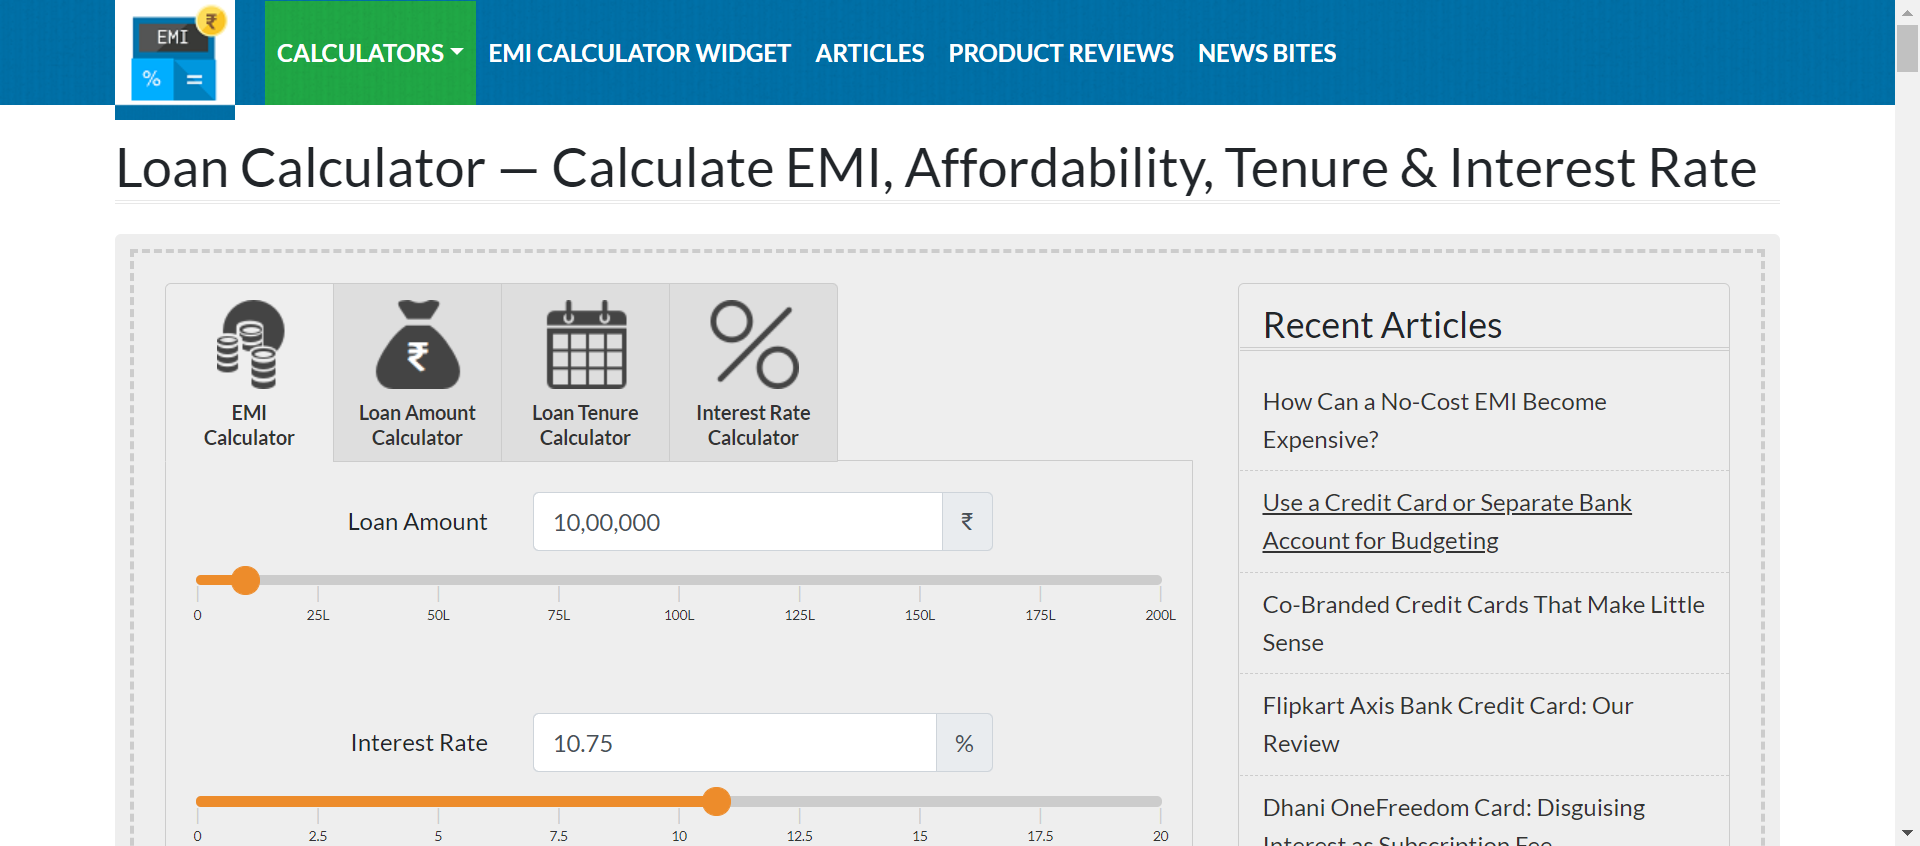 EMI
₹
%
=
CALCULATORS
EMI CALCULATOR WIDGET
ARTICLES
PRODUCT REVIEWS
NEWS BITES
Loan Calculator — Calculate EMI, Affordability, Tenure & Interest Rate
EMI
Calculator
₹
Loan Amount
Calculator
Loan Tenure
Calculator
Interest Rate
Calculator
Loan Amount
10,00,000
₹
0 25L 50L 75L 100L 125L 150L 175L 200L
Interest Rate
10.75
%
0 2.5 5 7.5 10 12.5 15 17.5 20
Recent Articles
How Can a No-Cost EMI Become
Expensive?
Use a Credit Card or Separate Bank
Account for Budgeting
Co-Branded Credit Cards That Make Little
Sense
Flipkart Axis Bank Credit Card: Our
Review
Dhani OneFreedom Card: Disguising
Interest as Subscription Fee